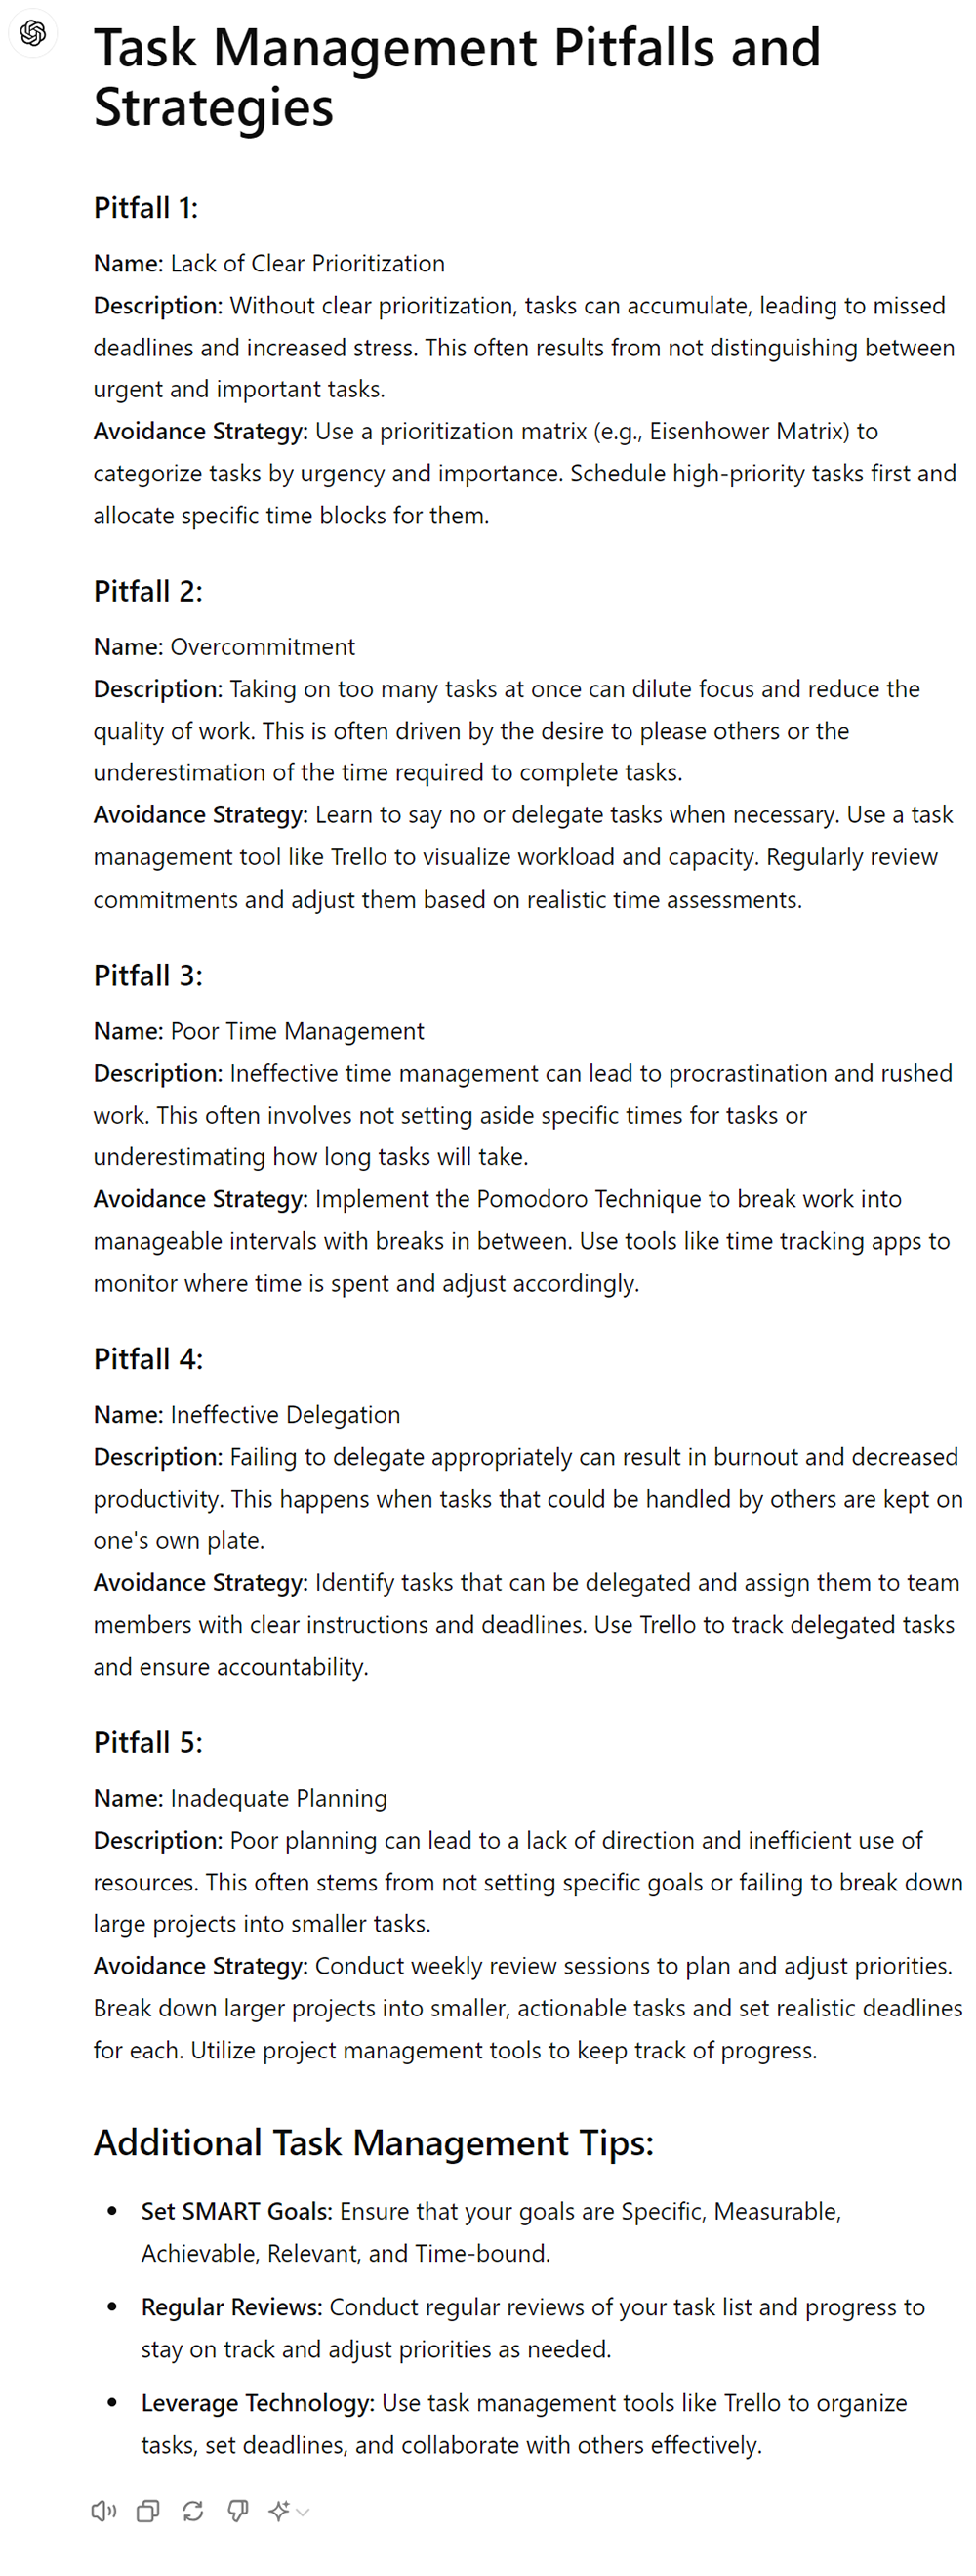 Task Management Pitfalls and
Strategies
Pitfall 1:
Name: Lack of Clear Prioritization
Description: Without clear prioritization, tasks can accumulate, leading to missed
deadlines and increased stress. This often results from not distinguishing between
urgent and important tasks.
Avoidance Strategy: Use a prioritization matrix (e.g., Eisenhower Matrix) to
categorize tasks by urgency and importance. Schedule high-priority tasks first and
allocate specific time blocks for them.
Pitfall 2:
Name: Overcommitment
Description: Taking on too many tasks at once can dilute focus and reduce the
quality of work. This is often driven by the desire to please others or the
underestimation of the time required to complete tasks.
Avoidance Strategy: Learn to say no or delegate tasks when necessary. Use a task
management tool like Trello to visualize workload and capacity. Regularly review
commitments and adjust them based on realistic time assessments.
Pitfall 3:
Name: Poor Time Management
Description: Ineffective time management can lead to procrastination and rushed
work. This often involves not setting aside specific times for tasks or
underestimating how long tasks will take.
Avoidance Strategy: Implement the Pomodoro Technique to break work into
manageable intervals with breaks in between. Use tools like time tracking apps to
monitor where time is spent and adjust accordingly.
Pitfall 4:
Name: Ineffective Delegation
Description: Failing to delegate appropriately can result in burnout and decreased
productivity. This happens when tasks that could be handled by others are kept on
one's own plate.
Avoidance Strategy: Identify tasks that can be delegated and assign them to team
members with clear instructions and deadlines. Use Trello to track delegated tasks
and ensure accountability.
Pitfall 5:
Name: Inadequate Planning
Description: Poor planning can lead to a lack of direction and inefficient use of
resources. This often stems from not setting specific goals or failing to break down
large projects into smaller tasks.
Avoidance Strategy: Conduct weekly review sessions to plan and adjust priorities.
Break down larger projects into smaller, actionable tasks and set realistic deadlines
for each. Utilize project management tools to keep track of progress.
Additional Task Management Tips:
• Set SMART Goals: Ensure that your goals are Specific, Measurable,
Achievable, Relevant, and Time-bound.
• Regular Reviews: Conduct regular reviews of your task list and progress to
stay on track and adjust priorities as needed.
• Leverage Technology: Use task management tools like Trello to organize
tasks, set deadlines, and collaborate with others effectively.